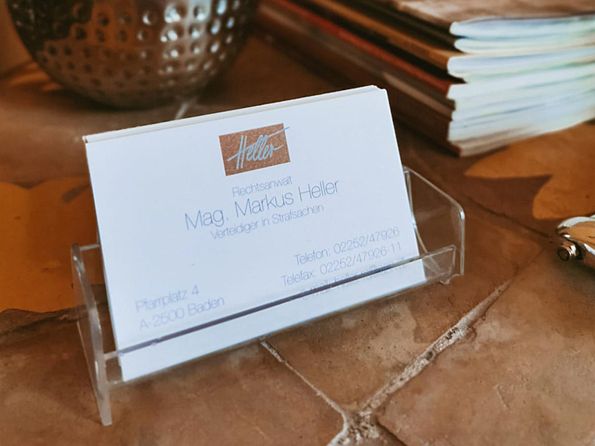 Heller
Rechtsanwalt
Mag. Markus Heller
Verteidiger in Strafsachen
Telefon: 02252/47926
Telefax: 02252/47926-11
Pfarrplatz 4
A-2500 Baden